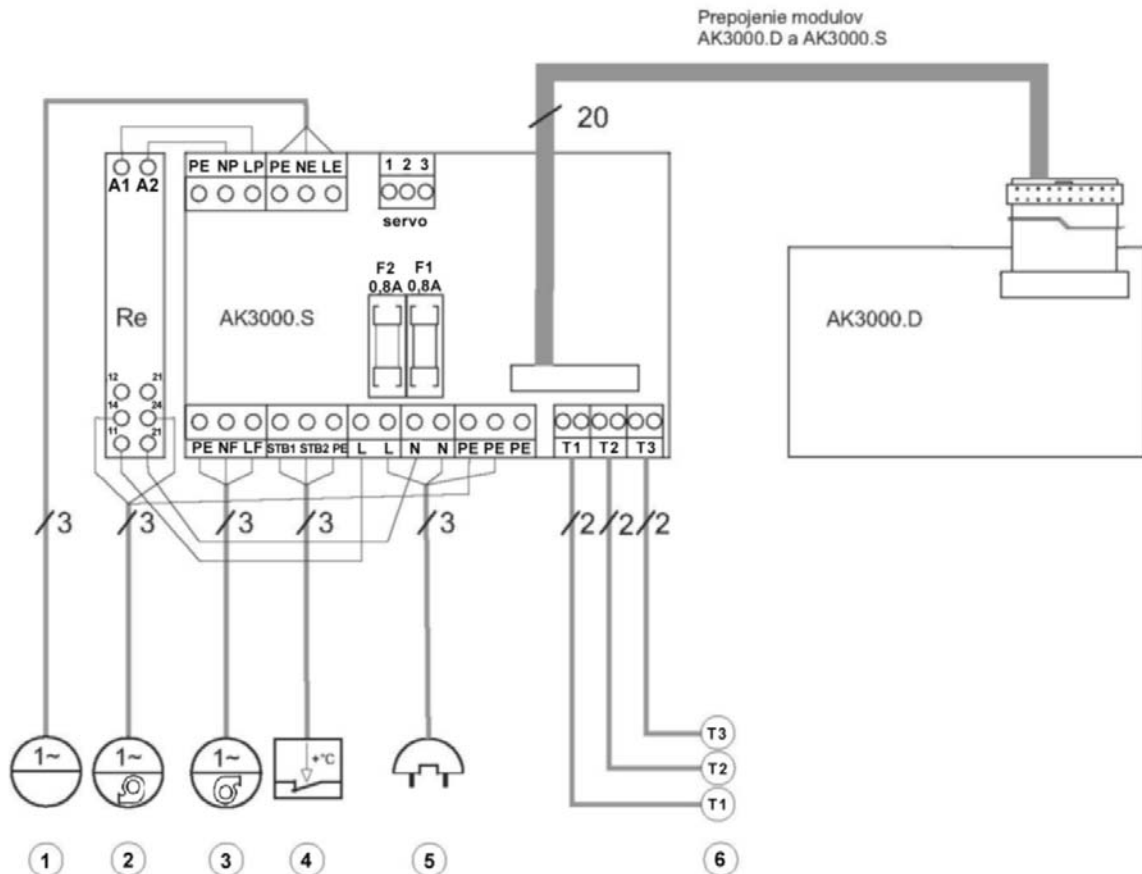 Prepojenie modulov
AK3000.D a AK3000.S
20
A1 A2
PE NP LP PE NE LE
1 2 3
servo
F2 F1
0,8A 0,8A
Re
AK3000.S
AK3000.D
12 21
14 24
11 21
PE NF LF STB1 STB2 PE L L N N PE PE PE
T1 T2 T3
3 3 3 3 3 2 2 2
T3
T2
T1
1~ 1~ 1~ +°C
1 2 3 4 5 6